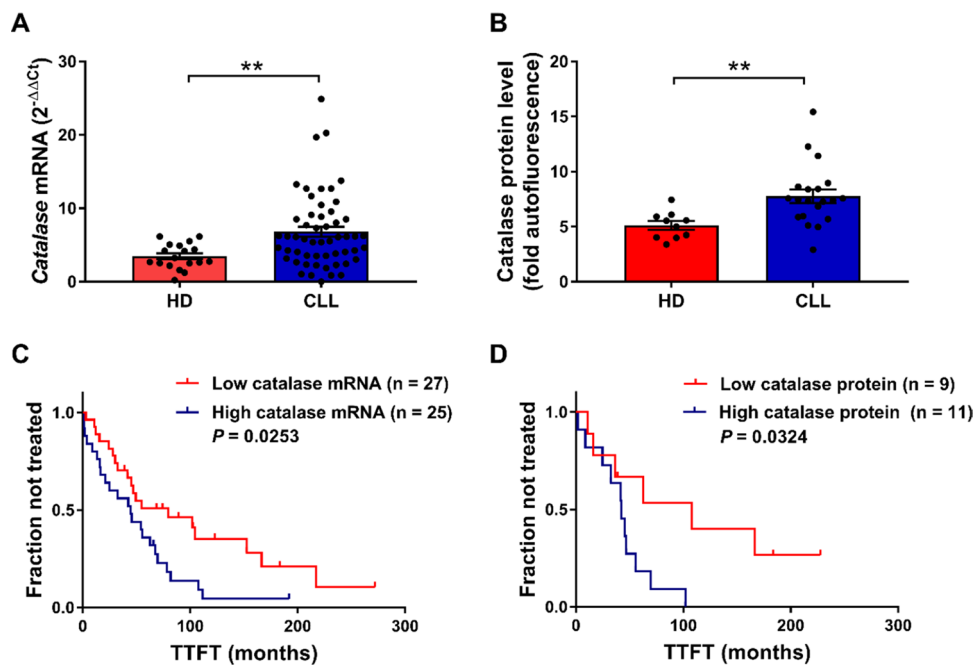 A
Catalase mRNA (2^-ΔΔCt)
30
20
10
0
**
HD
CLL
B
Catalase protein level
(fold autofluorescence)
20
15
10
5
0
**
HD
CLL
C
Low catalase mRNA (n = 27)
High catalase mRNA (n = 25)
P = 0.0253
Fraction not treated
1.0
0.5
0.0
0
100
200
300
TTFT (months)
D
Low catalase protein (n = 9)
High catalase protein (n = 11)
P = 0.0324
Fraction not treated
1.0
0.5
0.0
0
100
200
300
TTFT (months)